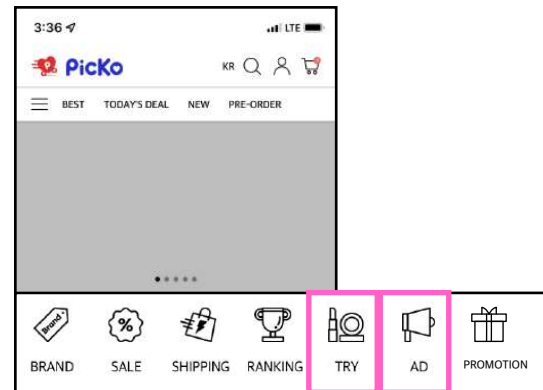 3:36 LTE
PicKo KR
BEST TODAY'S DEAL NEW PRE-ORDER
Brand
%
BRAND SALE SHIPPING RANKING TRY AD PROMOTION